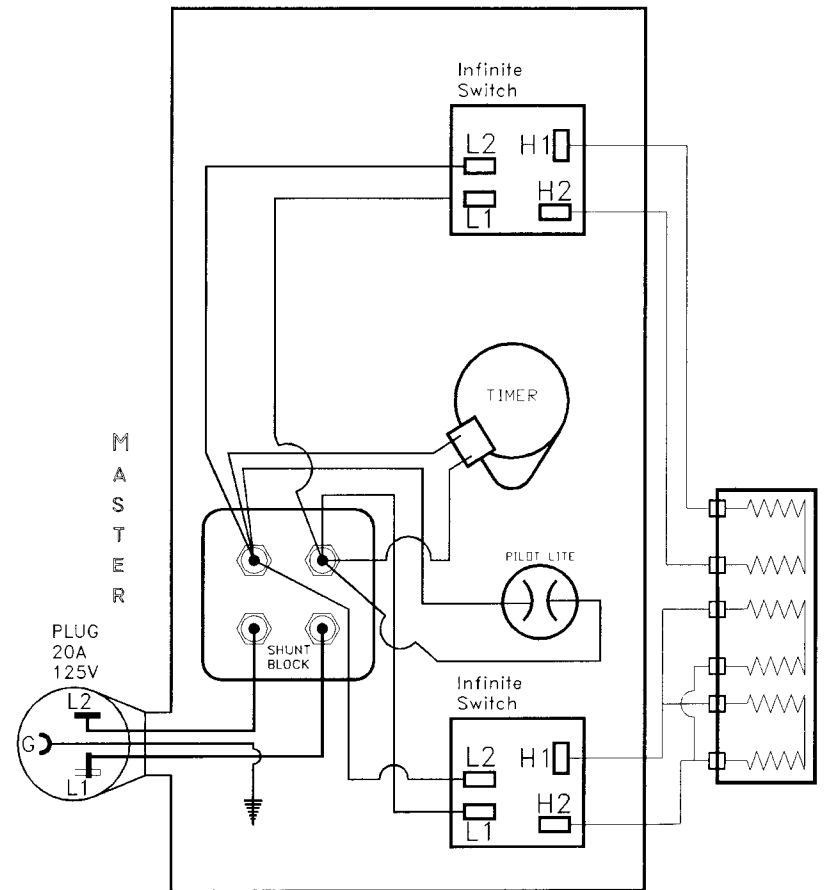 Infinite
Switch
L2
H1
L1
H2
TIMER
MASTER
PILOT LITE
SHUNT
BLOCK
PLUG
20A
125V
L2
G
L1
Infinite
Switch
L2
H1
L1
H2